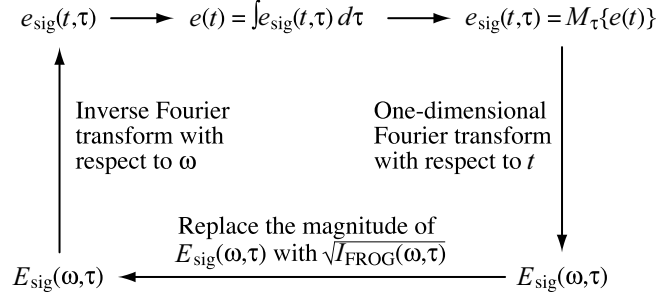 e_sig(t,τ) → e(t) = ∫e_sig(t,τ) dτ → e_sig(t,τ) = M_τ{e(t)}
Inverse Fourier
transform with
respect to ω
One-dimensional
Fourier transform
with respect to t
Replace the magnitude of
E_sig(ω,τ) with √I_FROG(ω,τ)
E_sig(ω,τ) ← E_sig(ω,τ)